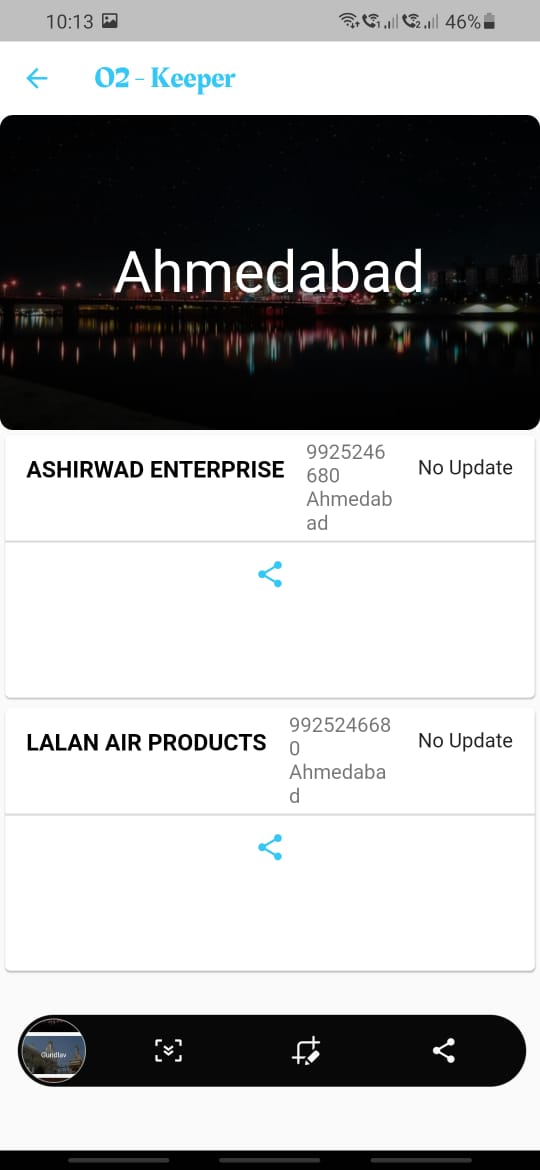 10:13 46%
O2 - Keeper
Ahmedabad
ASHIRWAD ENTERPRISE
9925246
680
Ahmedab
ad
No Update
LALAN AIR PRODUCTS
992524668
0
Ahmedaba
d
No Update